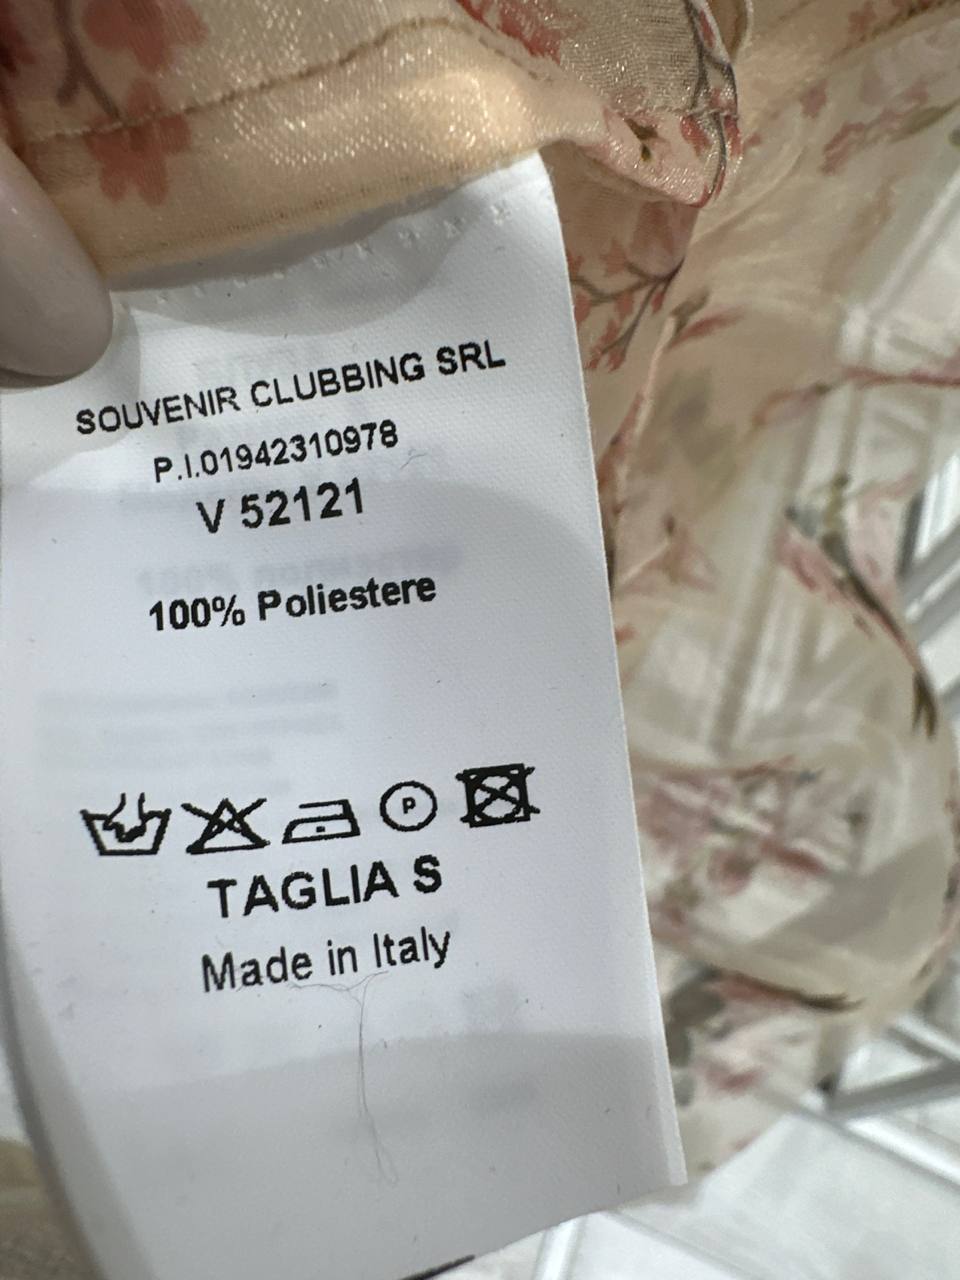 SOUVENIR CLUBBING SRL
P.I.01942310978
V 52121
100% Poliestere
P
TAGLIA S
Made in Italy